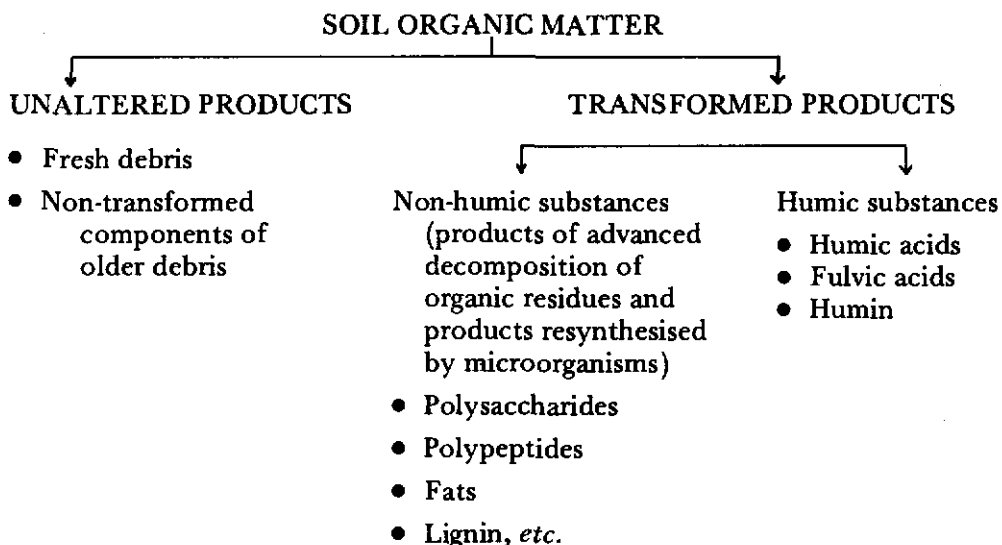 SOIL ORGANIC MATTER
UNALTERED PRODUCTS
• Fresh debris
• Non-transformed
components of
older debris
TRANSFORMED PRODUCTS
Non-humic substances
(products of advanced
decomposition of
organic residues and
products resynthesised
by microorganisms)
• Polysaccharides
• Polypeptides
• Fats
• Lignin, etc.
Humic substances
• Humic acids
• Fulvic acids
• Humin